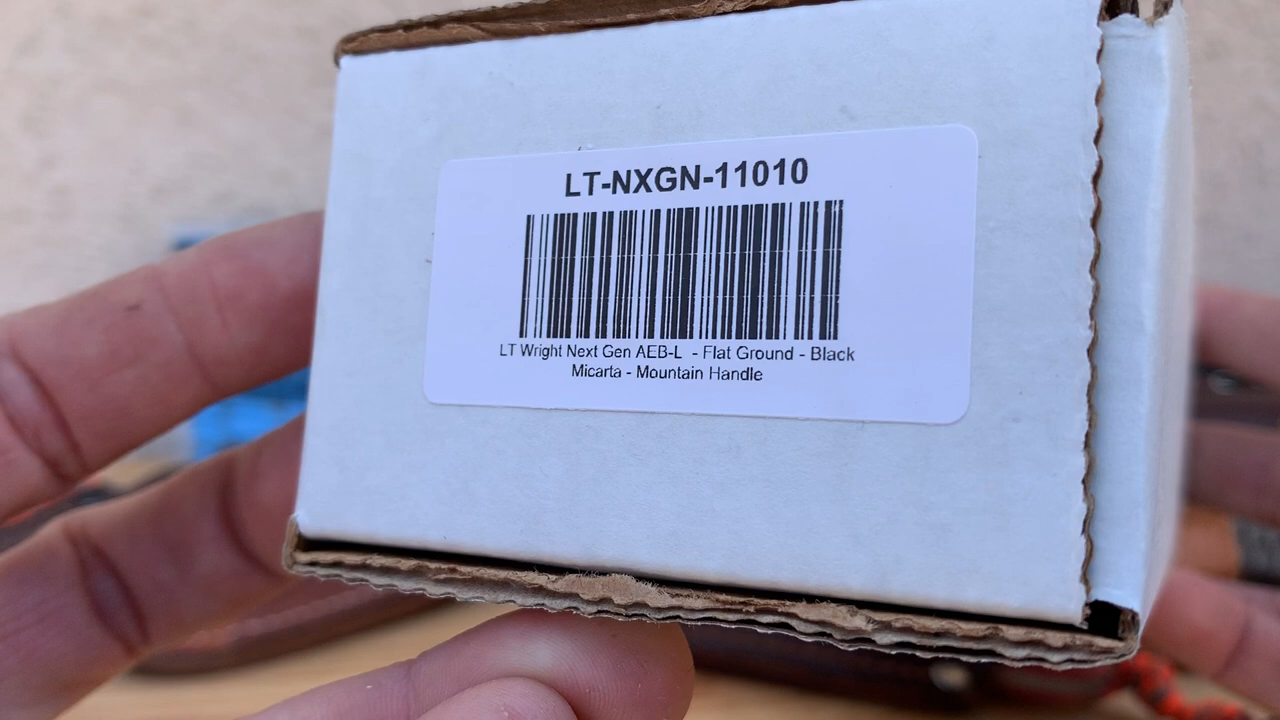 LT-NXGN-11010
LT Wright Next Gen AEB-L - Flat Ground - Black
Micarta - Mountain Handle